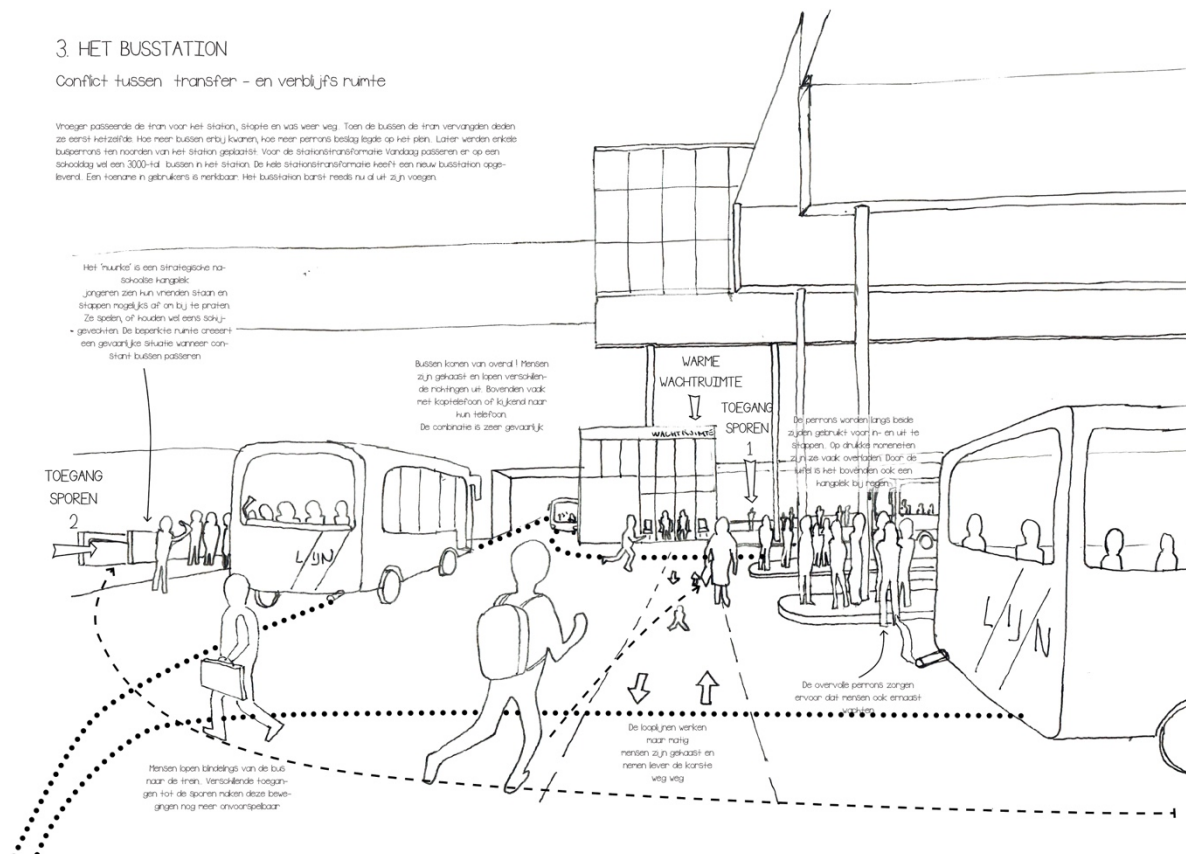 3. HET BUSSTATION
Conflict tussen transfer - en verblijfs ruimte
Vroeger passeerde de tram voor het station, stopte en was weer weg. Toen de bussen de tram vervangden deden
ze eerst hetzelfde. Hoe meer bussen erbij kwamen, hoe meer perrons beslag legde op het plein. Later werden enkele
busperrons ten noorden van het station geplaatst. Voor de stationstransformatie Vandaag passeren er op een
schooldag wel een 3000-tal bussen in het station. De hele stationstransformatie heeft een nieuw busstation opge-
leverd. Een toename in gebruikers is merkbaar. Het busstation barst reeds nu al uit zijn voegen.
Het 'muurke' is een strategische na-
schoolse hangplek
jongeren zien hun vrienden staan en
stappen mogelijks af om bij te praten
Ze spelen, of houden wel eens schij-
gevechten. De beperkte ruimte creeert
een gevaarlijke situatie wanneer con-
stant bussen passeren
Bussen komen van overal ! Mensen
zijn gehaast en lopen verschillen-
de richtingen uit. Bovendien vaak
met koptelefoon of kijkend naar
hun telefoon.
De combinatie is zeer gevaarlijk
WARME
WACHTRUIMTE
TOEGANG
SPOREN
1
De perrons worden langs beide
zijden gebruikt voor in- en uit te
stappen. Op drukke momeneten
zijn ze vaak overladen. Door de
luifel is het bovendien ook een
hangplek bij regen
WACHTRUIMTE
TOEGANG
SPOREN
2
LIJN
LIJN
De overvolle perrons zorgen
ervoor dat mensen ook ernaast
wachten
De looplijnen werken
maar matig
mensen zijn gehaast en
nemen liever de korste
weg weg
Mensen lopen blindelings van de bus
naar de trein. Verschillende toegan-
gen tot de sporen maken deze bewe-
gingen nog meer onvoorspelbaar